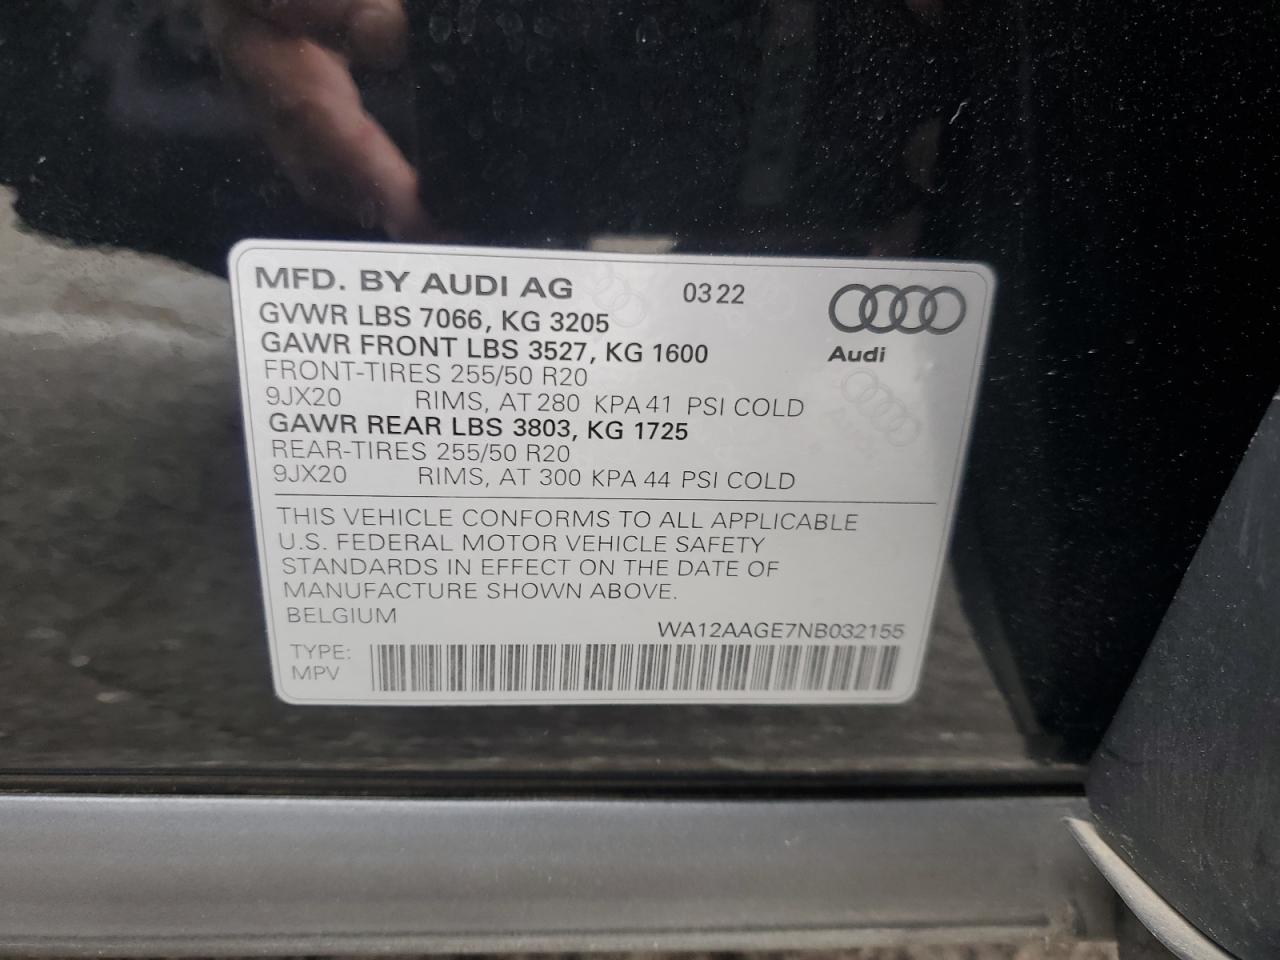 MFD. BY AUDI AG 0322
GVWR LBS 7066, KG 3205
GAWR FRONT LBS 3527, KG 1600
Audi
FRONT-TIRES 255/50 R20
9JX20 RIMS, AT 280 KPA 41 PSI COLD
GAWR REAR LBS 3803, KG 1725
REAR-TIRES 255/50 R20
9JX20 RIMS, AT 300 KPA 44 PSI COLD
THIS VEHICLE CONFORMS TO ALL APPLICABLE
U.S. FEDERAL MOTOR VEHICLE SAFETY
STANDARDS IN EFFECT ON THE DATE OF
MANUFACTURE SHOWN ABOVE.
BELGIUM
WA12AAGE7NB032155
TYPE:
MPV